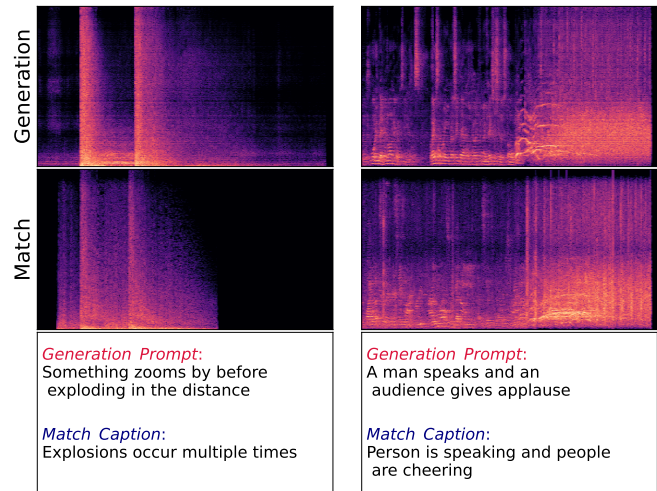 Generation
Match
Generation Prompt:
Something zooms by before
exploding in the distance
Match Caption:
Explosions occur multiple times
Generation Prompt:
A man speaks and an
audience gives applause
Match Caption:
Person is speaking and people
are cheering